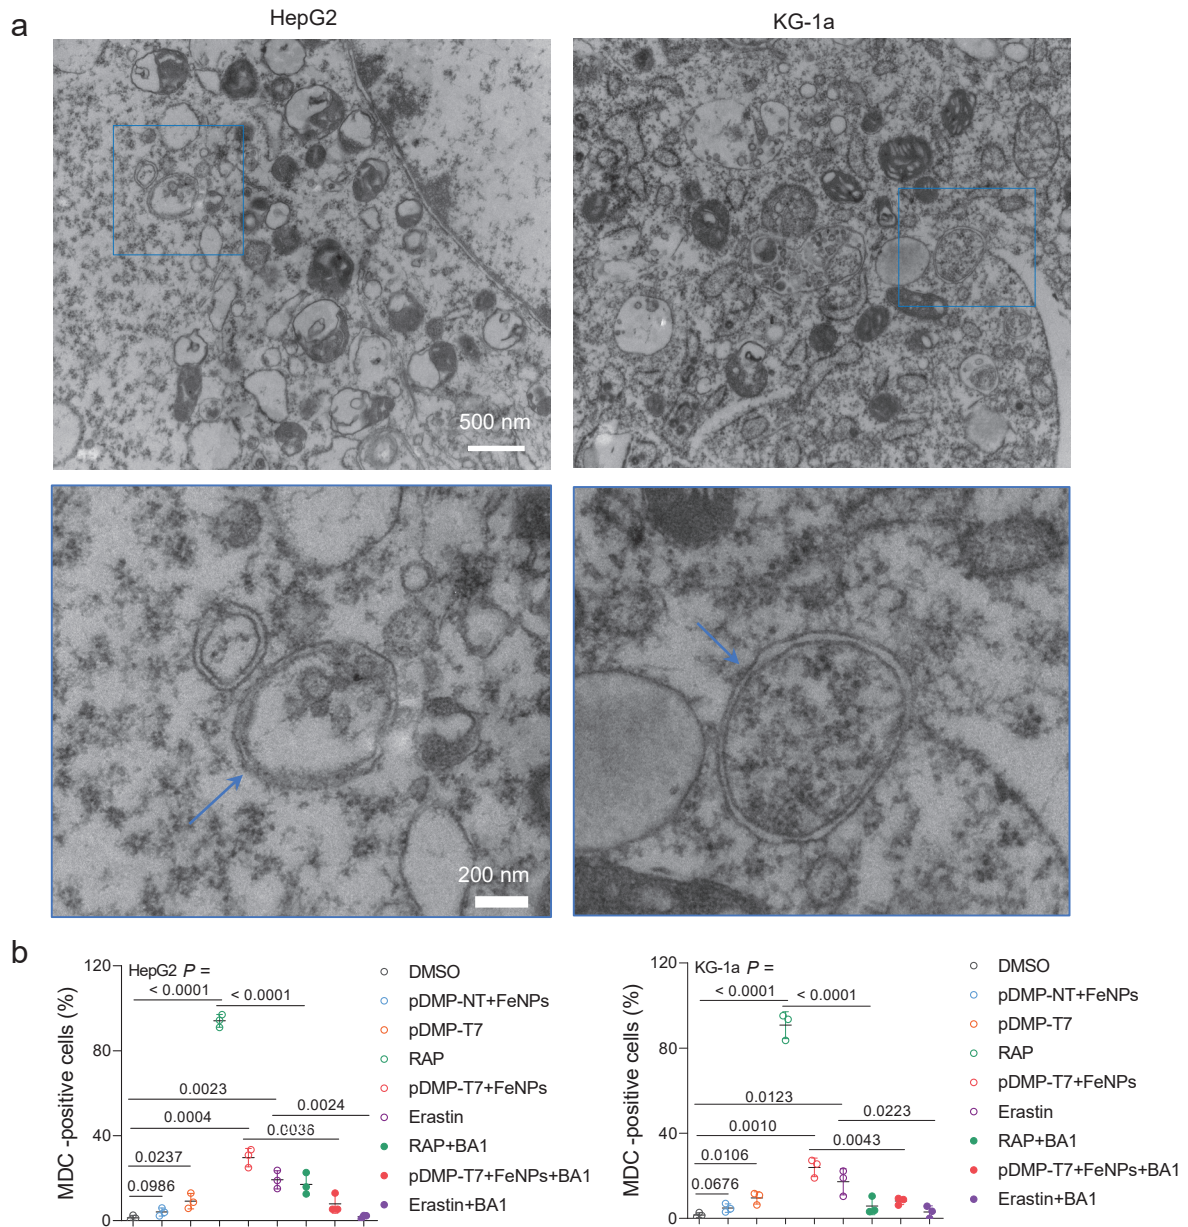 a
HepG2
KG-1a
500 nm
200 nm
b
MDC -positive cells (%)
120
80
40
0
HepG2 P =
< 0.0001
< 0.0001
0.0023
0.0024
0.0004
0.0036
0.0237
0.0986
DMSO
pDMP-NT+FeNPs
pDMP-T7
RAP
pDMP-T7+FeNPs
Erastin
RAP+BA1
pDMP-T7+FeNPs+BA1
Erastin+BA1
MDC -positive cells (%)
120
80
40
0
KG-1a P =
< 0.0001
< 0.0001
0.0123
0.0223
0.0010
0.0043
0.0106
0.0676
DMSO
pDMP-NT+FeNPs
pDMP-T7
RAP
pDMP-T7+FeNPs
Erastin
RAP+BA1
pDMP-T7+FeNPs+BA1
Erastin+BA1